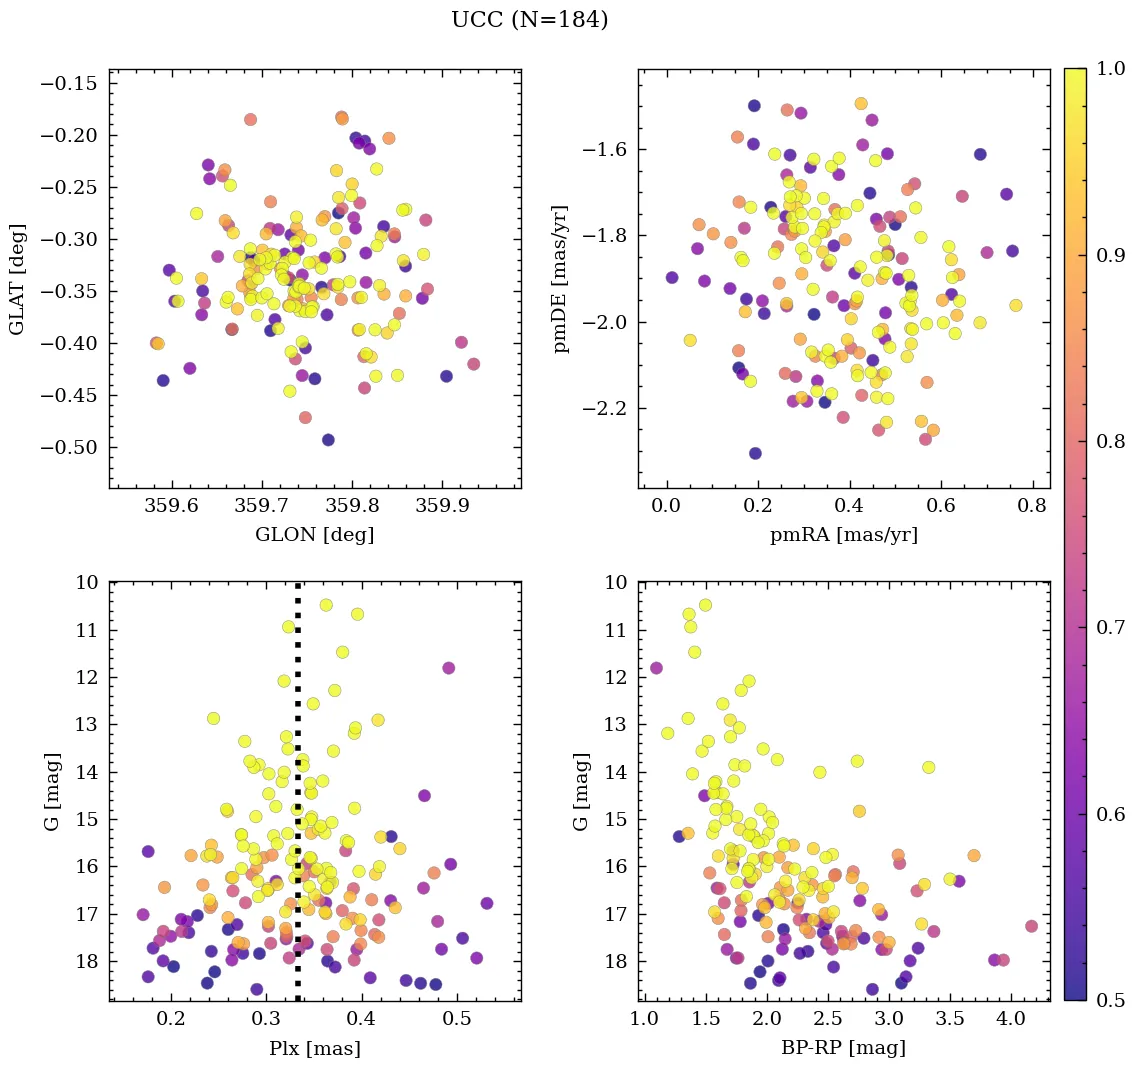 UCC (N=184)
−0.15
−0.20
−0.25
−0.30
−0.35
−0.40
−0.45
−0.50
GLAT [deg]
359.6 359.7 359.8 359.9
GLON [deg]
−1.6
−1.8
−2.0
−2.2
pmDE [mas/yr]
0.0 0.2 0.4 0.6 0.8
pmRA [mas/yr]
10
11
12
13
14
15
16
17
18
G [mag]
0.2 0.3 0.4 0.5
Plx [mas]
10
11
12
13
14
15
16
17
18
G [mag]
1.0 1.5 2.0 2.5 3.0 3.5 4.0
BP-RP [mag]
1.0
0.9
0.8
0.7
0.6
0.5